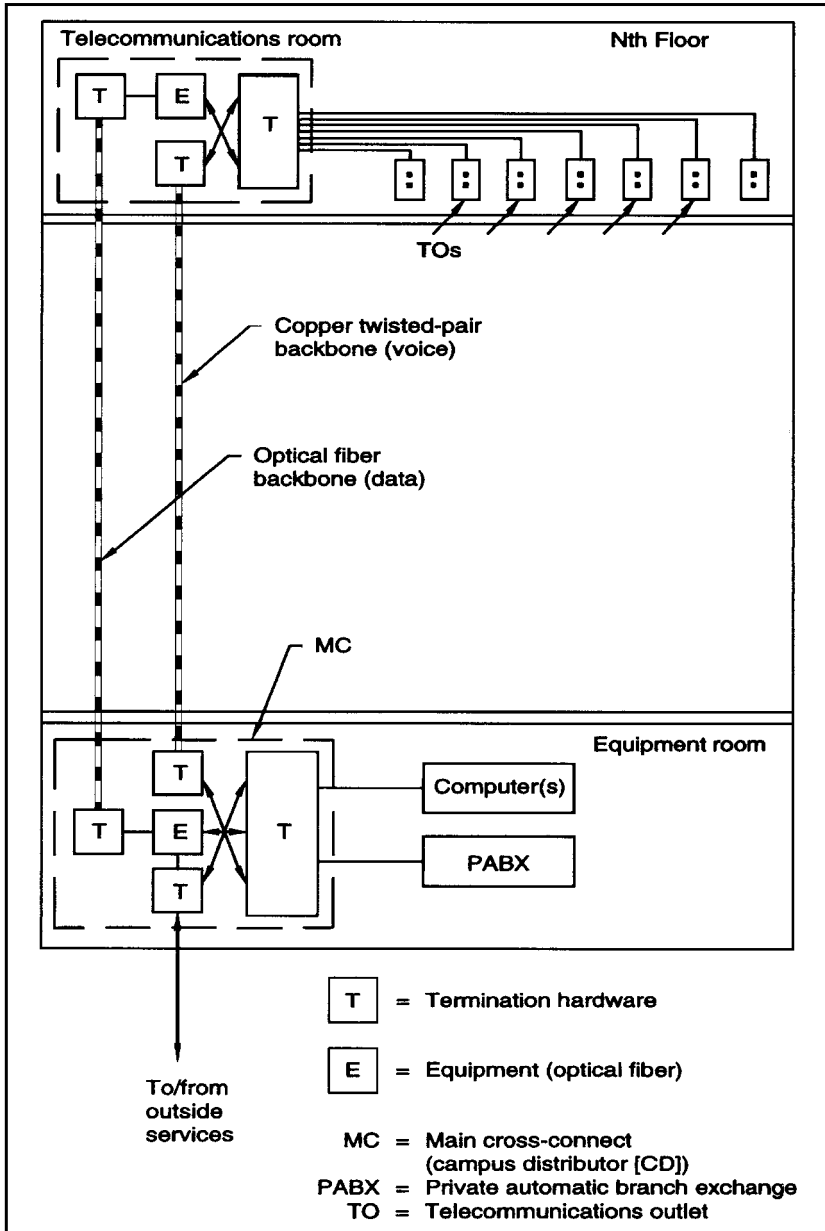 Telecommunications room
Nth Floor
T
E
T
T
TOs
Copper twisted-pair
backbone (voice)
Optical fiber
backbone (data)
MC
Equipment room
T
T
E
T
T
Computer(s)
PABX
To/from
outside
services
T = Termination hardware
E = Equipment (optical fiber)
MC = Main cross-connect
(campus distributor [CD])
PABX = Private automatic branch exchange
TO = Telecommunications outlet